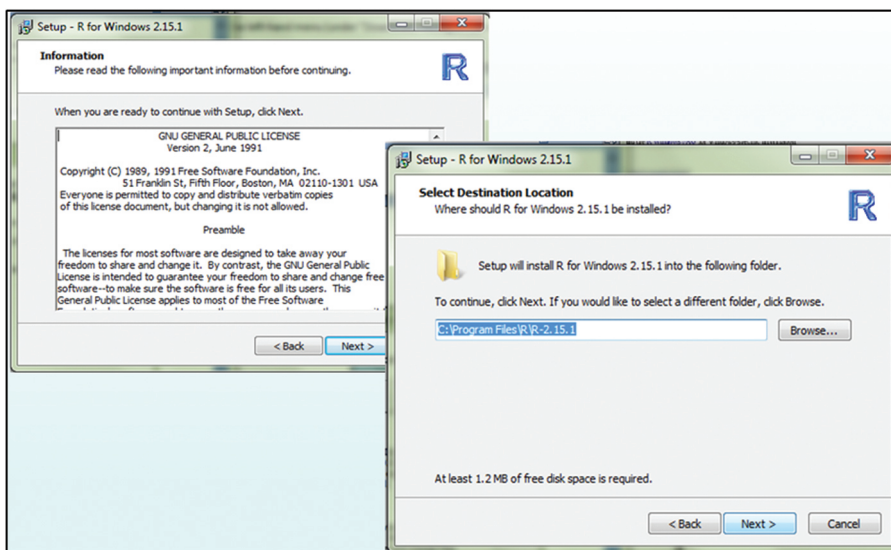 Setup - R for Windows 2.15.1
Information
Please read the following important information before continuing.
R
When you are ready to continue with Setup, click Next.
GNU GENERAL PUBLIC LICENSE
Version 2, June 1991
Copyright (C) 1989, 1991 Free Software Foundation, Inc.
51 Franklin St, Fifth Floor, Boston, MA 02110-1301 USA
Everyone is permitted to copy and distribute verbatim copies
of this license document, but changing it is not allowed.
Preamble
The licenses for most software are designed to take away your
freedom to share and change it. By contrast, the GNU General Public
License is intended to guarantee your freedom to share and change free
software--to make sure the software is free for all its users. This
General Public License applies to most of the Free Software
< Back
Next >
Setup - R for Windows 2.15.1
Select Destination Location
Where should R for Windows 2.15.1 be installed?
R
Setup will install R for Windows 2.15.1 into the following folder.
To continue, click Next. If you would like to select a different folder, click Browse.
C:\Program Files\R\R-2.15.1
Browse...
At least 1.2 MB of free disk space is required.
< Back
Next >
Cancel